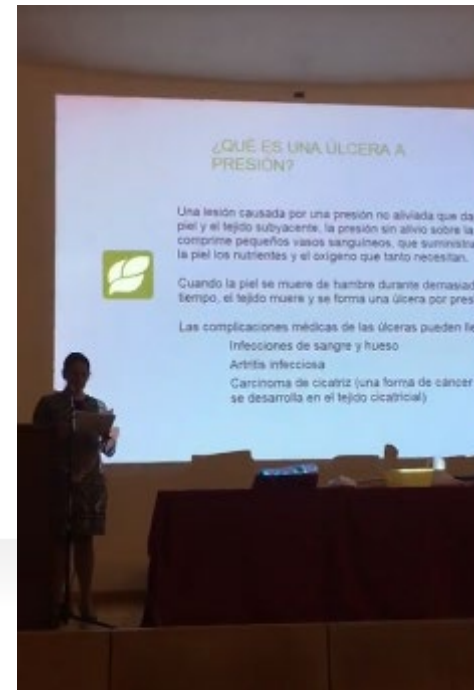 ¿QUÉ ES UNA ÚLCERA A
PRESIÓN?
Una lesión causada por una presión no aliviada que da
piel y el tejido subyacente, la presión sin alivio sobre la
comprime pequeños vasos sanguíneos, que suministra
la piel los nutrientes y el oxígeno que tanto necesitan.
Cuando la piel se muere de hambre durante demasiad
tiempo, el tejido muere y se forma una úlcera por pres
Las complicaciones médicas de las úlceras pueden lle
Infecciones de sangre y hueso
Artritis infecciosa
Carcinoma de cicatriz (una forma de cáncer
se desarrolla en el tejido cicatricial)